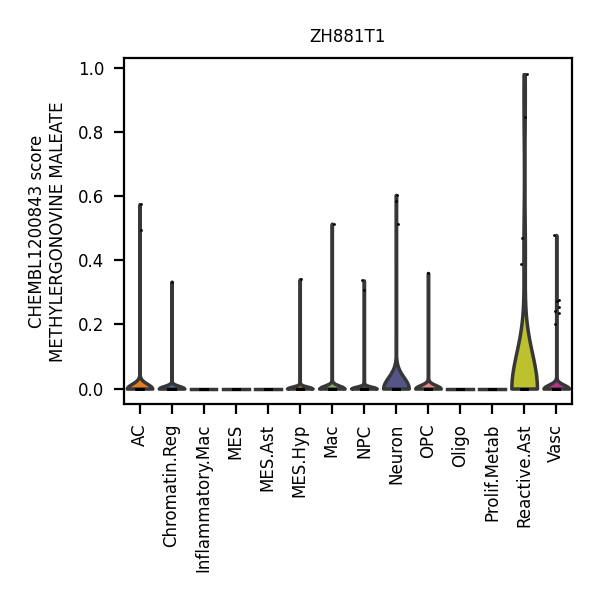 ZH881T1
CHEMBL1200843 score
METHYLERGONOVINE MALEATE
1.0
0.8
0.6
0.4
0.2
0.0
AC
Chromatin.Reg
Inflammatory.Mac
MES
MES.Ast
MES.Hyp
Mac
NPC
Neuron
OPC
Oligo
Prolif.Metab
Reactive.Ast
Vasc